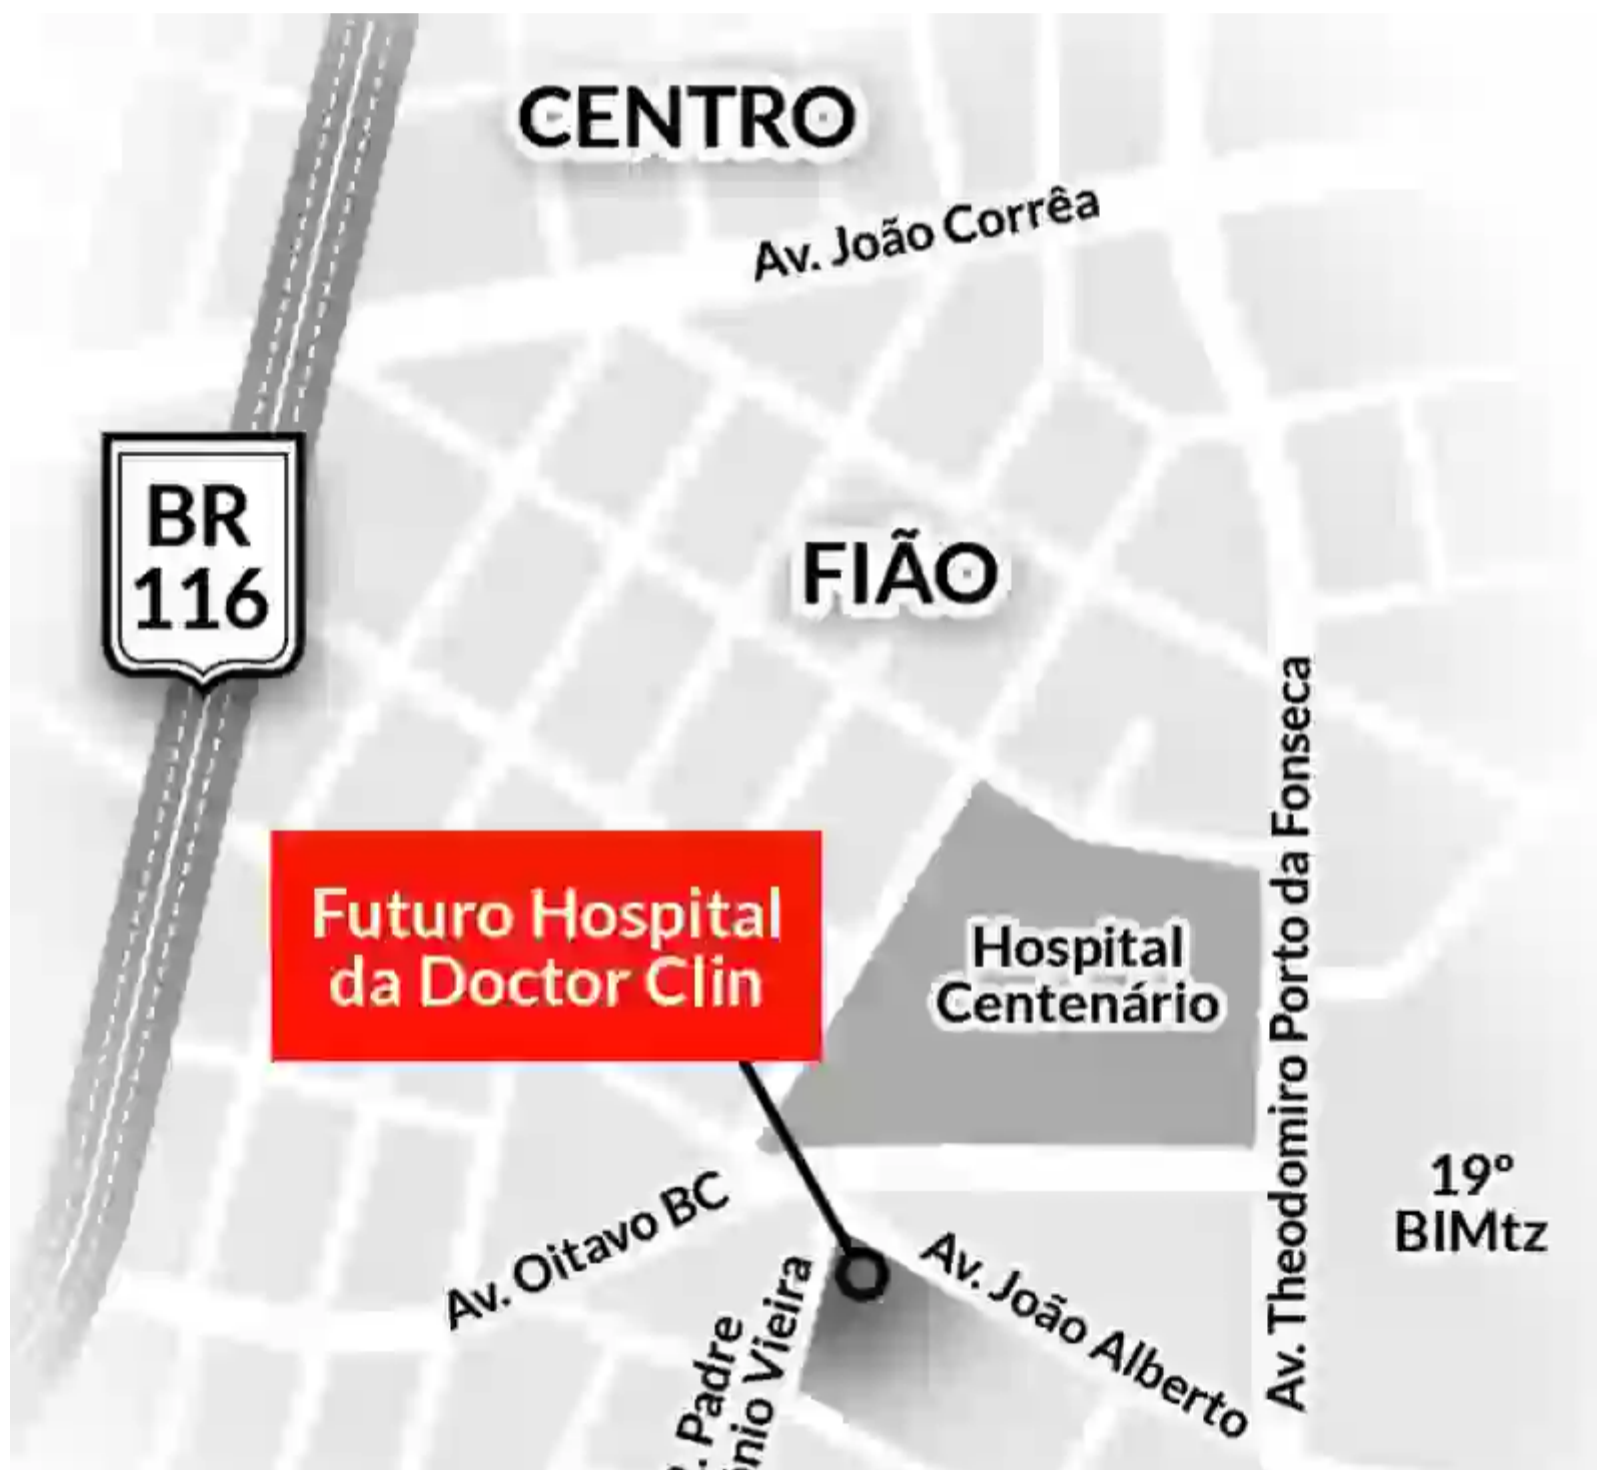 CENTRO
Av. João Corrêa
BR
116
FIÃO
Av. Theodomiro Porto da Fonseca
Futuro Hospital
da Doctor Clin
Hospital
Centenário
19º
BIMtz
Av. Oitavo BC
Av. João Alberto
Padre
Vieira